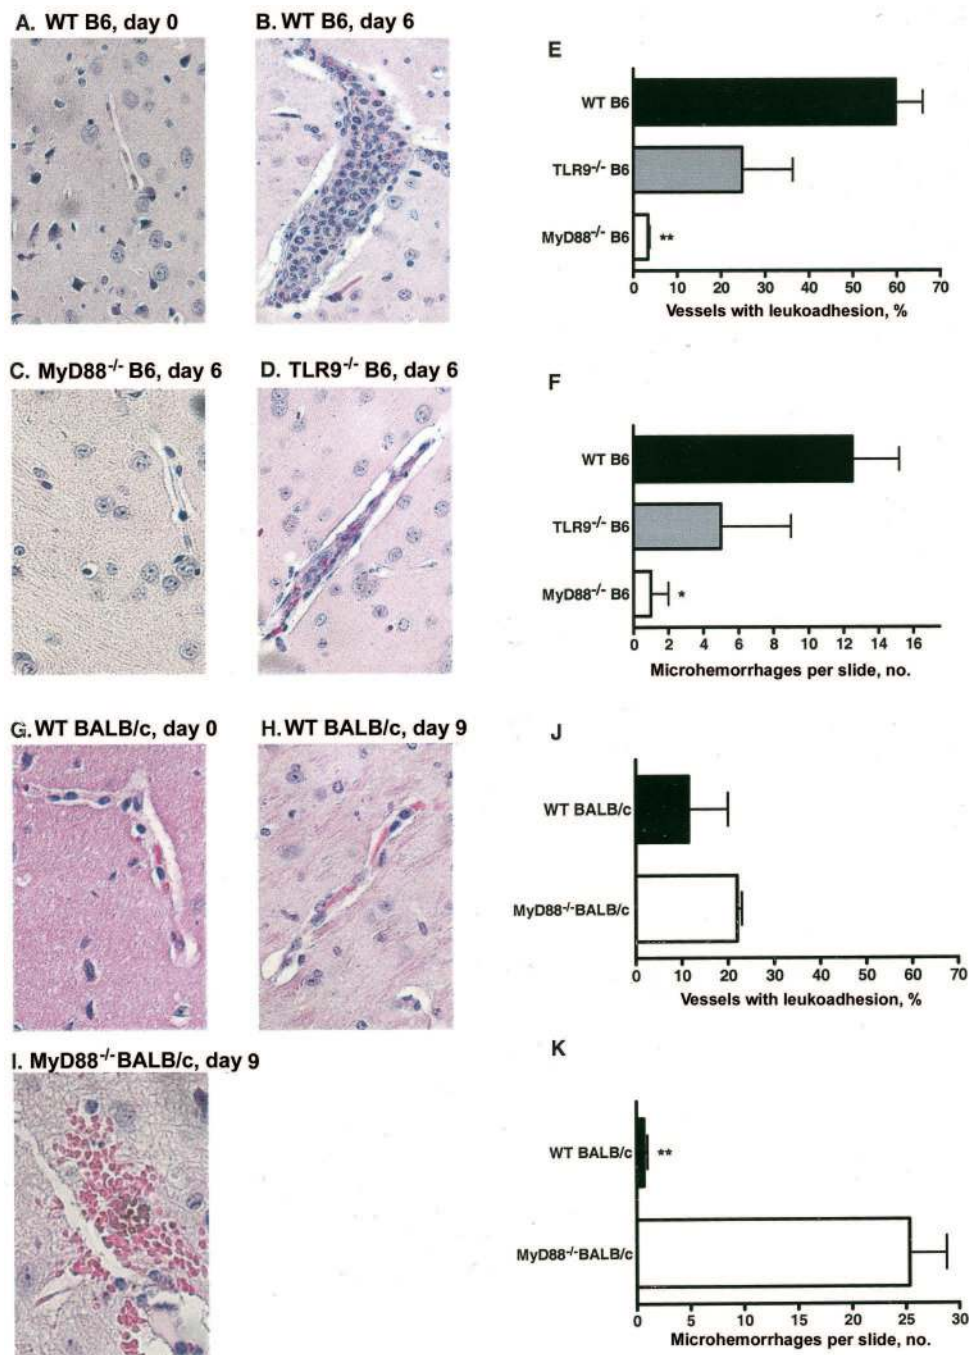 A. WT B6, day 0
B. WT B6, day 6
E
WT B6
TLR9-/- B6
MyD88-/- B6
**
0 10 20 30 40 50 60 70
Vessels with leukoadhesion, %
C. MyD88-/- B6, day 6
D. TLR9-/- B6, day 6
F
WT B6
TLR9-/- B6
MyD88-/- B6
*
0 2 4 6 8 10 12 14 16
Microhemorrhages per slide, no.
G. WT BALB/c, day 0
H. WT BALB/c, day 9
J
WT BALB/c
MyD88-/-BALB/c
0 10 20 30 40 50 60 70
Vessels with leukoadhesion, %
I. MyD88-/-BALB/c, day 9
K
WT BALB/c
**
MyD88-/-BALB/c
0 5 10 15 20 25 30
Microhemorrhages per slide, no.